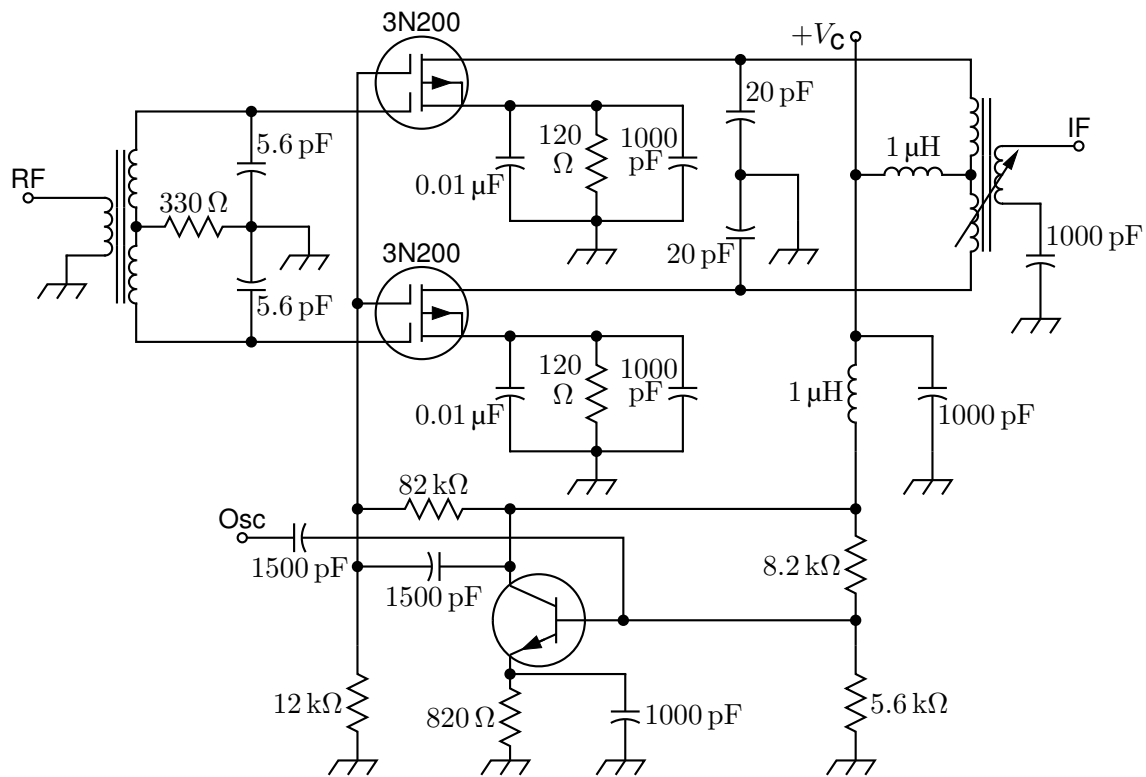 3N200
+VC
20 pF
5.6 pF
120
Ω
1000
pF
IF
1 µH
RF
0.01 µF
330 Ω
1000 pF
3N200
20 pF
5.6 pF
120
Ω
1000
pF
1 µH
0.01 µF
1000 pF
82 kΩ
Osc
1500 pF
8.2 kΩ
1500 pF
12 kΩ
820 Ω
1000 pF
5.6 kΩ